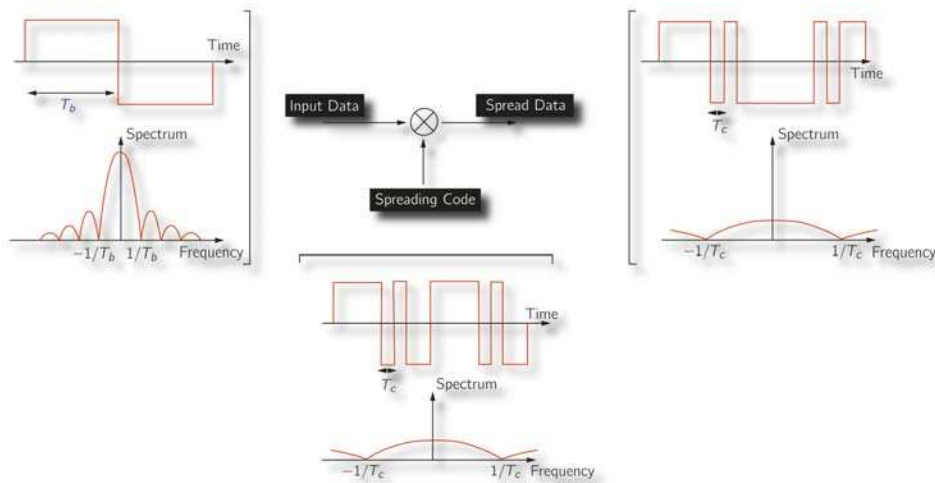 Time
T_b
Spectrum
−1/T_b 1/T_b Frequency
Input Data
Spread Data
Spreading Code
Time
T_c
Spectrum
−1/T_c 1/T_c Frequency
Time
T_c
Spectrum
−1/T_c 1/T_c Frequency